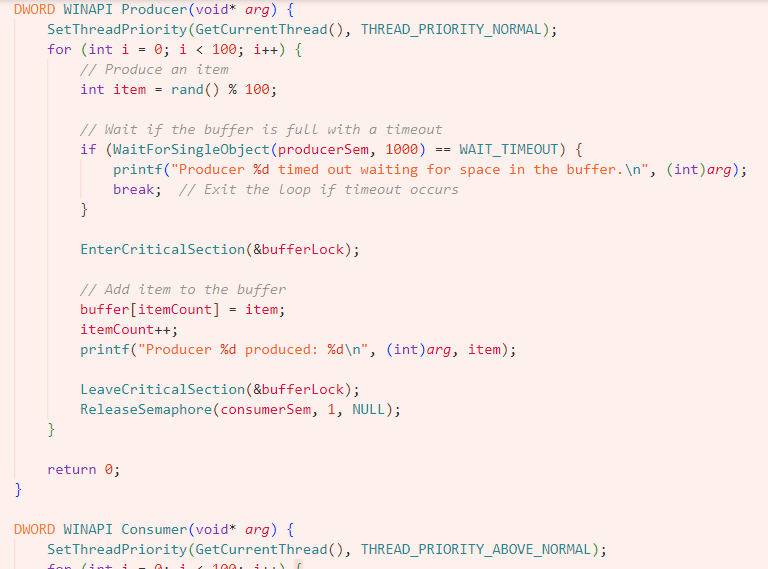 DWORD WINAPI Producer(void* arg) {
SetThreadPriority(GetCurrentThread(), THREAD_PRIORITY_NORMAL);
for (int i = 0; i < 100; i++) {
// Produce an item
int item = rand() % 100;
// Wait if the buffer is full with a timeout
if (WaitForSingleObject(producerSem, 1000) == WAIT_TIMEOUT) {
printf("Producer %d timed out waiting for space in the buffer.\n", (int)arg);
break;  // Exit the loop if timeout occurs
}
EnterCriticalSection(&bufferLock);
// Add item to the buffer
buffer[itemCount] = item;
itemCount++;
printf("Producer %d produced: %d\n", (int)arg, item);
LeaveCriticalSection(&bufferLock);
ReleaseSemaphore(consumerSem, 1, NULL);
}
return 0;
}
DWORD WINAPI Consumer(void* arg) {
SetThreadPriority(GetCurrentThread(), THREAD_PRIORITY_ABOVE_NORMAL);
for (int i = 0; i < 100; i++) {